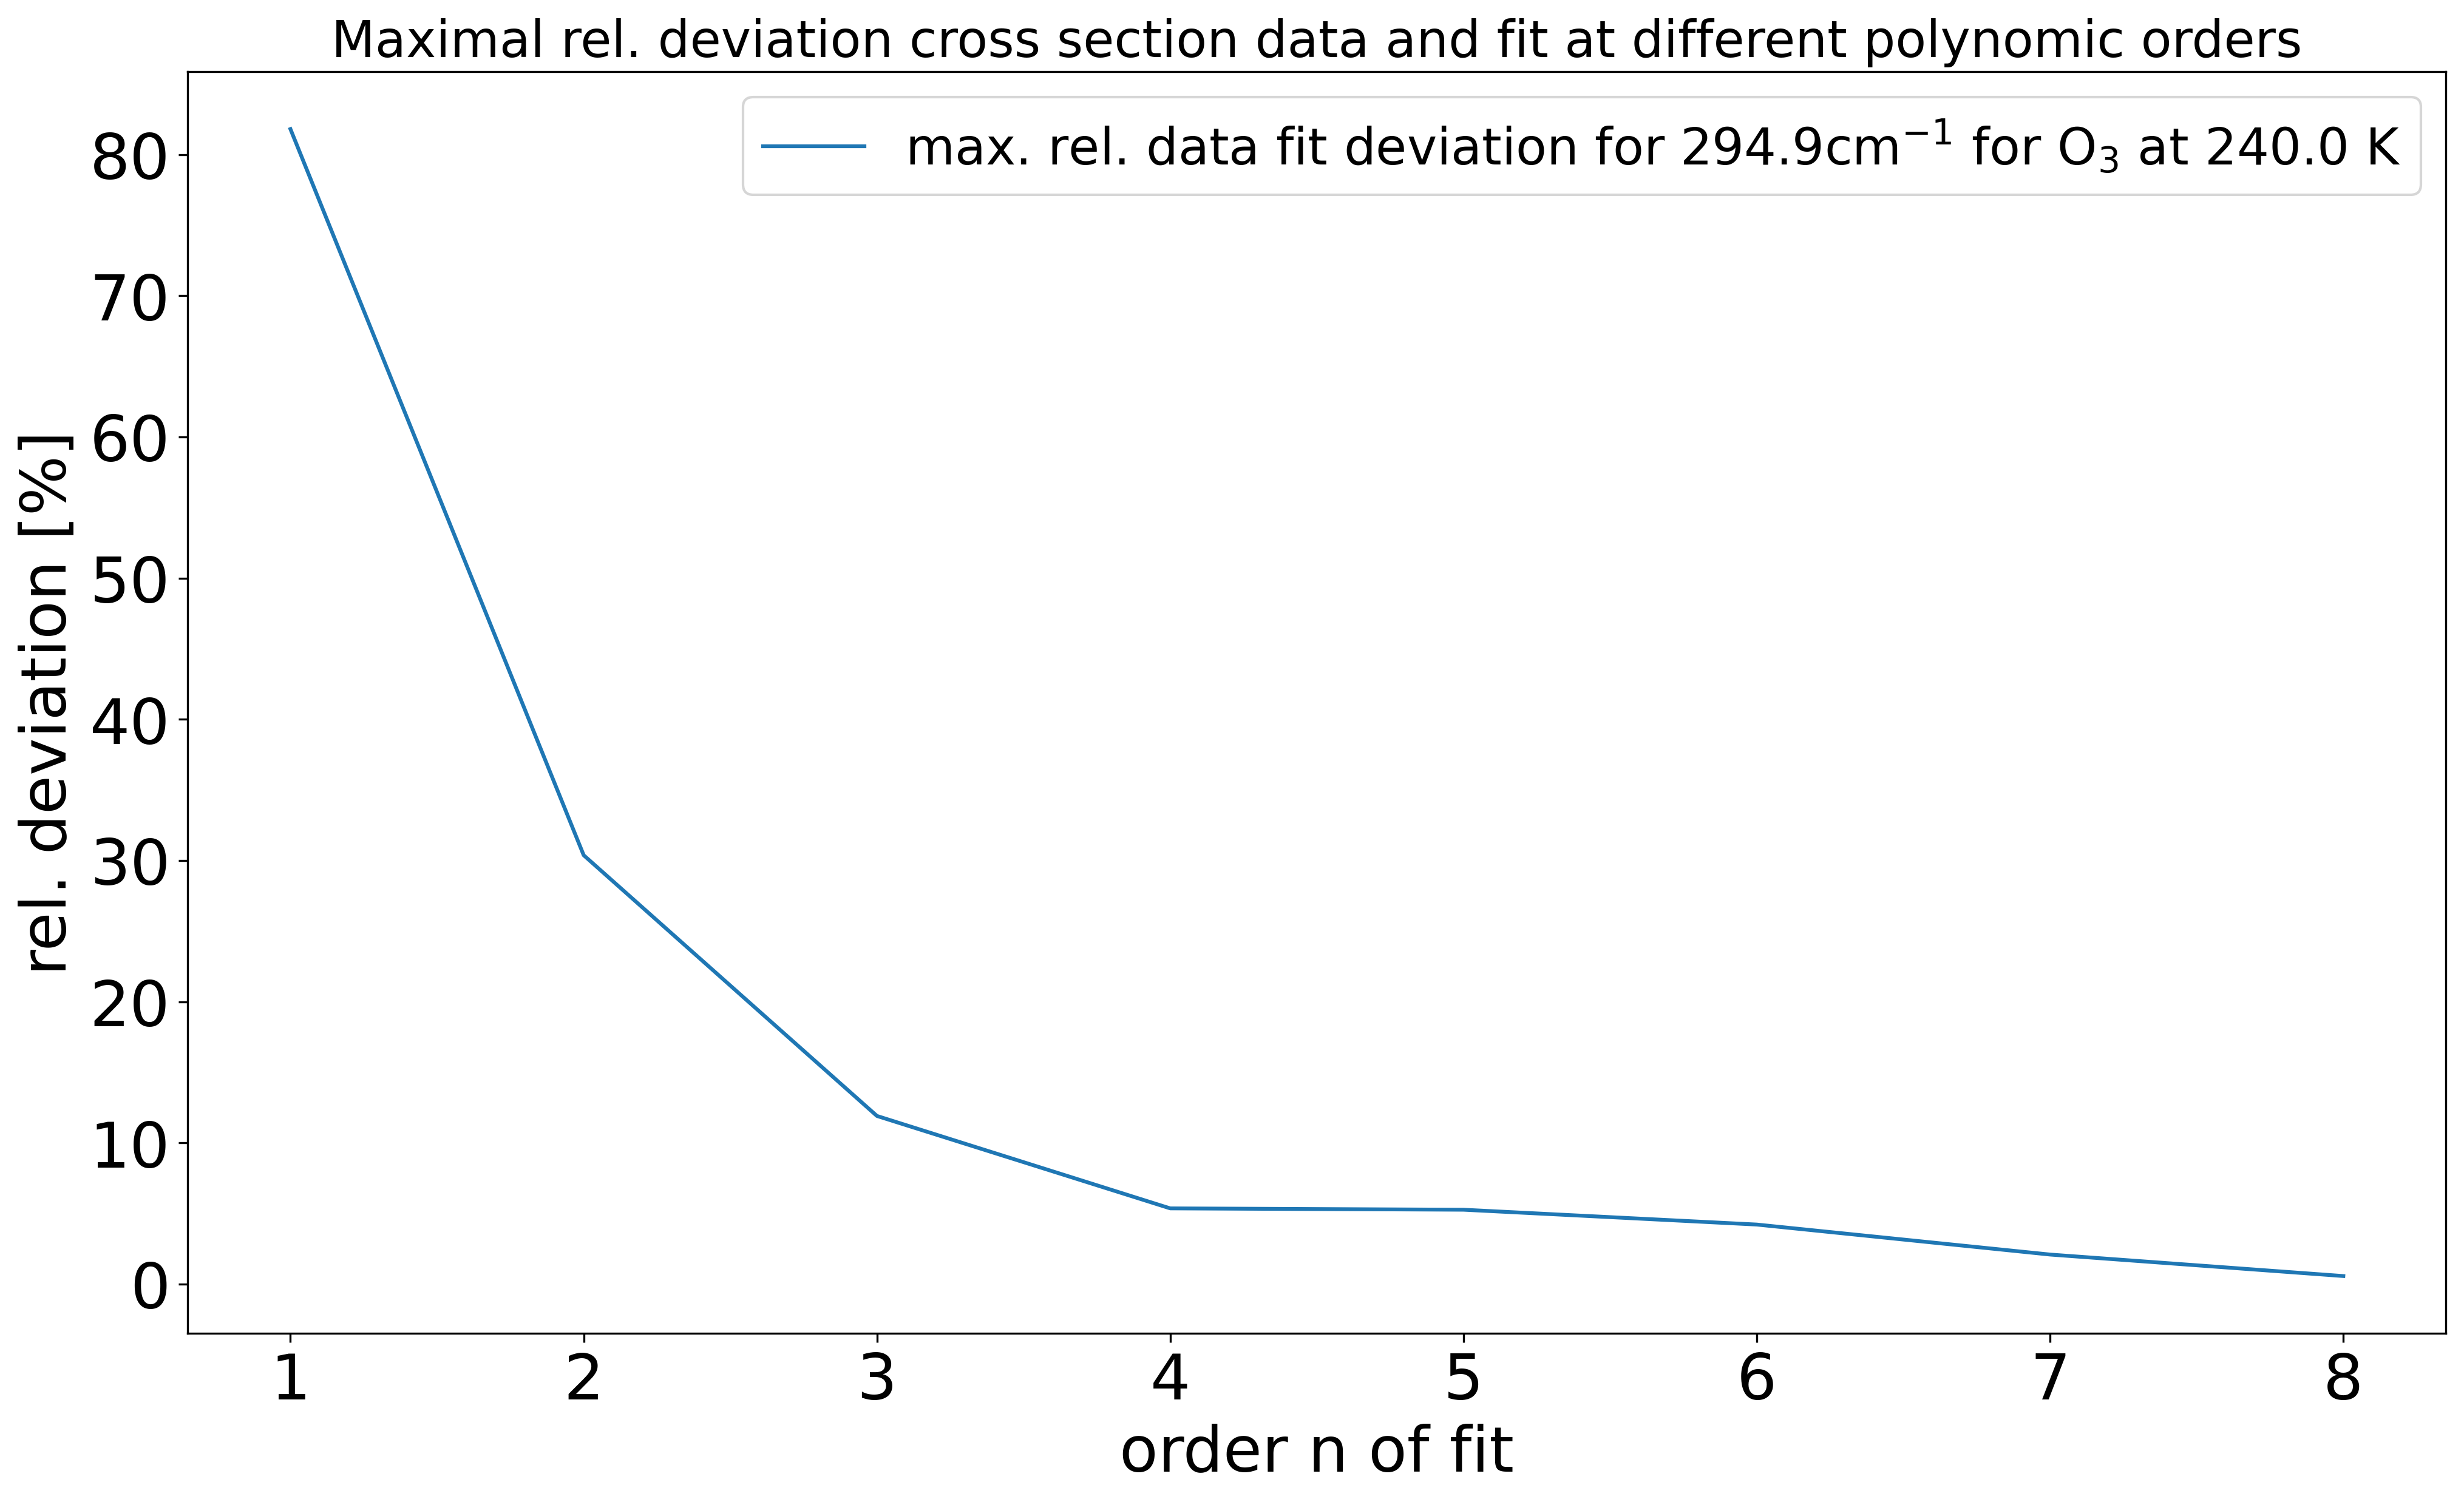 Maximal rel. deviation cross section data and fit at different polynomic orders
max. rel. data fit deviation for 294.9cm⁻¹ for O₃ at 240.0 K
rel. deviation [%]
80
70
60
50
40
30
20
10
0
1 2 3 4 5 6 7 8
order n of fit